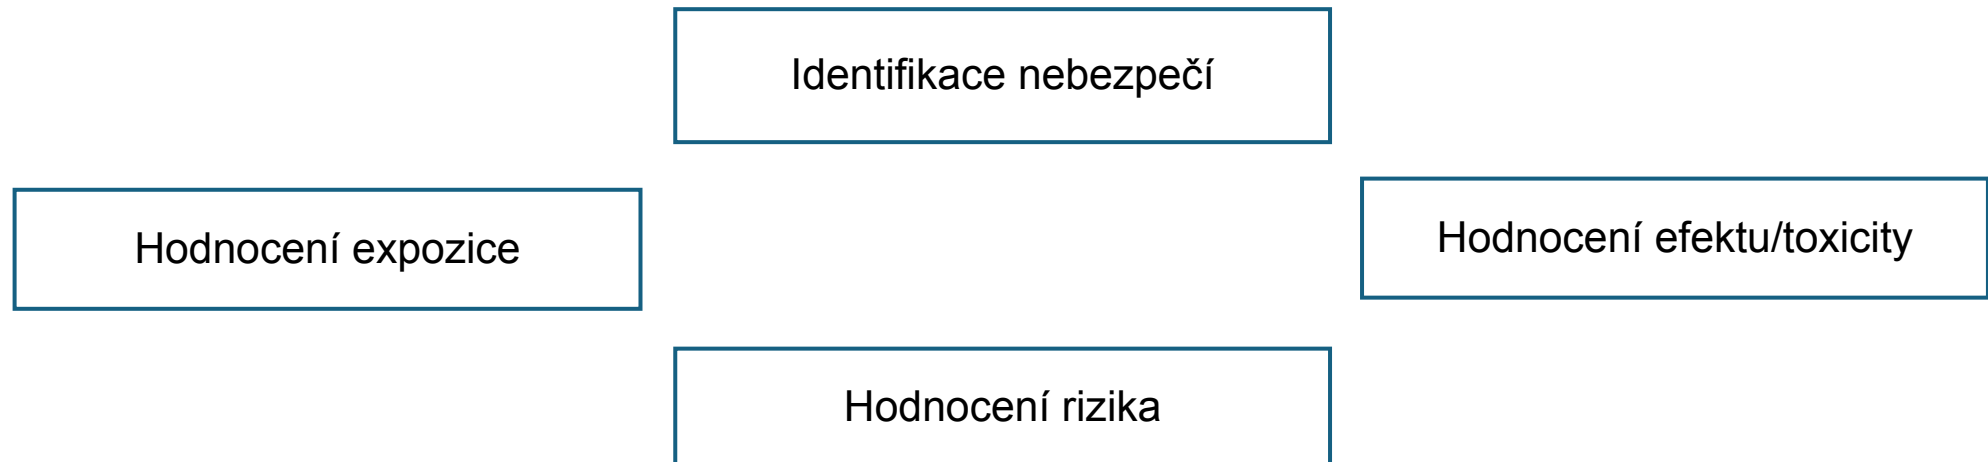 Identifikace nebezpečí
Hodnocení expozice
Hodnocení efektu/toxicity
Hodnocení rizika